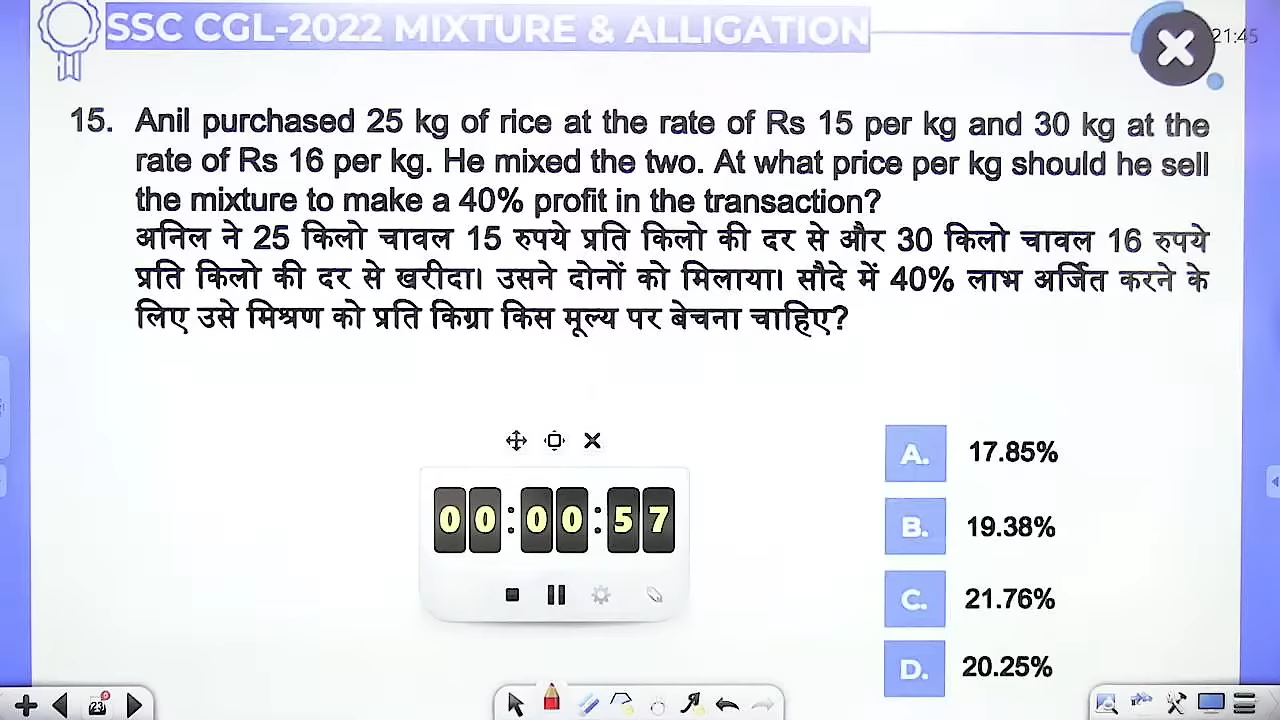 SSC CGL-2022 MIXTURE & ALLIGATION
21:45
15. Anil purchased 25 kg of rice at the rate of Rs 15 per kg and 30 kg at the
rate of Rs 16 per kg. He mixed the two. At what price per kg should he sell
the mixture to make a 40% profit in the transaction?
अनिल ने 25 किलो चावल 15 रुपये प्रति किलो की दर से और 30 किलो चावल 16 रुपये
प्रति किलो की दर से खरीदा। उसने दोनों को मिलाया। सौदे में 40% लाभ अर्जित करने के
लिए उसे मिश्रण को प्रति किग्रा किस मूल्य पर बेचना चाहिए?
A. 17.85%
00:00:57
B. 19.38%
C. 21.76%
D. 20.25%
23